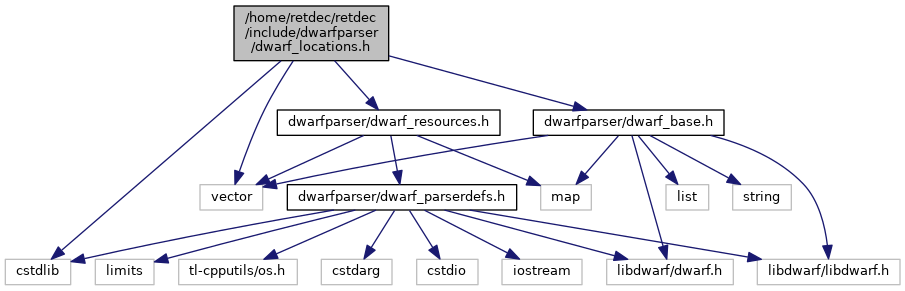 /home/retdec/retdec
/include/dwarfparser
/dwarf_locations.h
dwarfparser/dwarf_resources.h
dwarfparser/dwarf_base.h
vector
dwarfparser/dwarf_parserdefs.h
map
list
string
cstdlib
limits
tl-cpputils/os.h
cstdarg
cstdio
iostream
libdwarf/dwarf.h
libdwarf/libdwarf.h